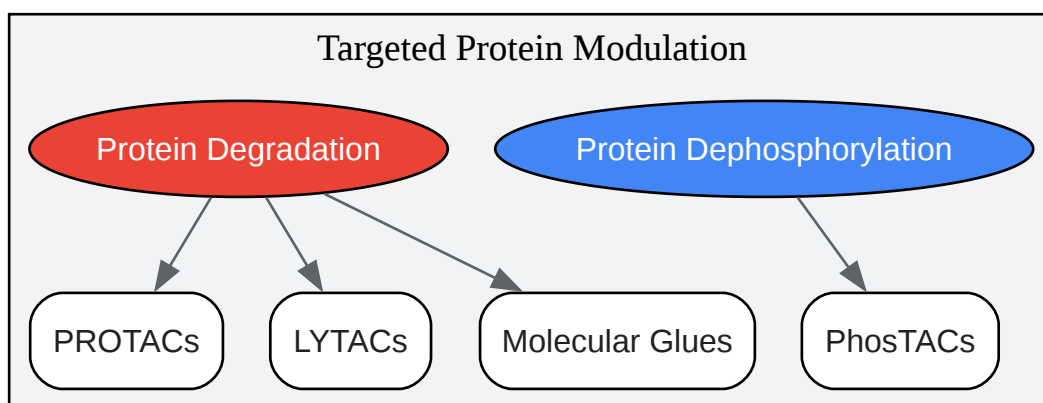 Targeted Protein Modulation
Protein Degradation
Protein Dephosphorylation
PROTACs
LYTACs
Molecular Glues
PhosTACs